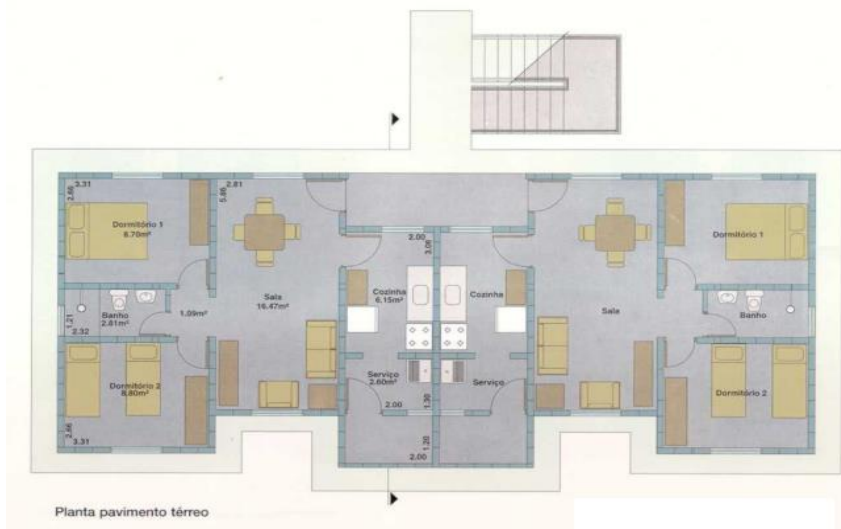 3.31
2.66
Dormitório 1
8.70m²
2.81
5.86
2.00
3.06
Dormitório 1
Cozinha
6.15m²
Cozinha
Sala
16.47m²
Sala
1.09m²
Banho
2.81m²
1.21
2.32
Banho
Dormitório 2
8.80m²
2.66
3.31
Serviço
2.60m²
2.00
1.30
Serviço
Dormitório 2
1.20
2.00
Planta pavimento térreo